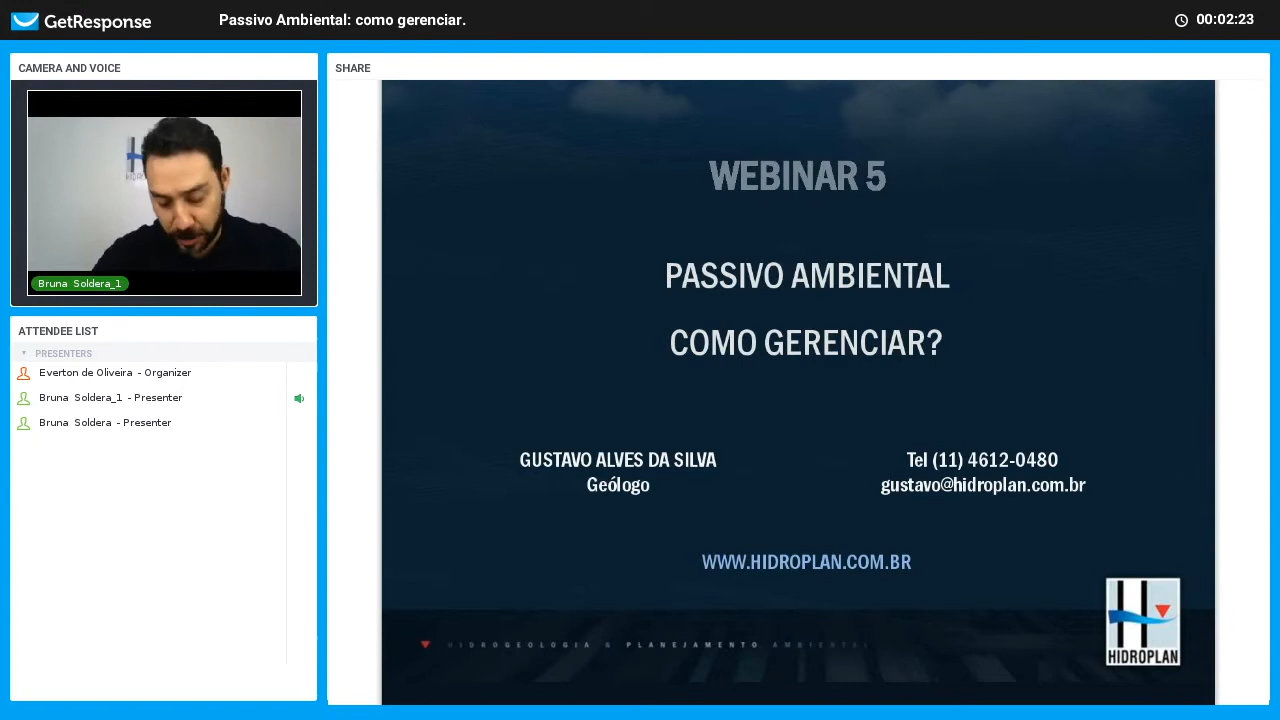 GetResponse
Passivo Ambiental: como gerenciar.
00:02:23
CAMERA AND VOICE
Bruna Soldera_1
ATTENDEE LIST
PRESENTERS
Everton de Oliveira - Organizer
Bruna Soldera_1 - Presenter
Bruna Soldera - Presenter
SHARE
WEBINAR 5
PASSIVO AMBIENTAL
COMO GERENCIAR?
GUSTAVO ALVES DA SILVA
Geólogo
Tel (11) 4612-0480
gustavo@hidroplan.com.br
WWW.HIDROPLAN.COM.BR
HIDROGEOLOGIA & PLANEJAMENTO AMBIENTAL
HIDROPLAN